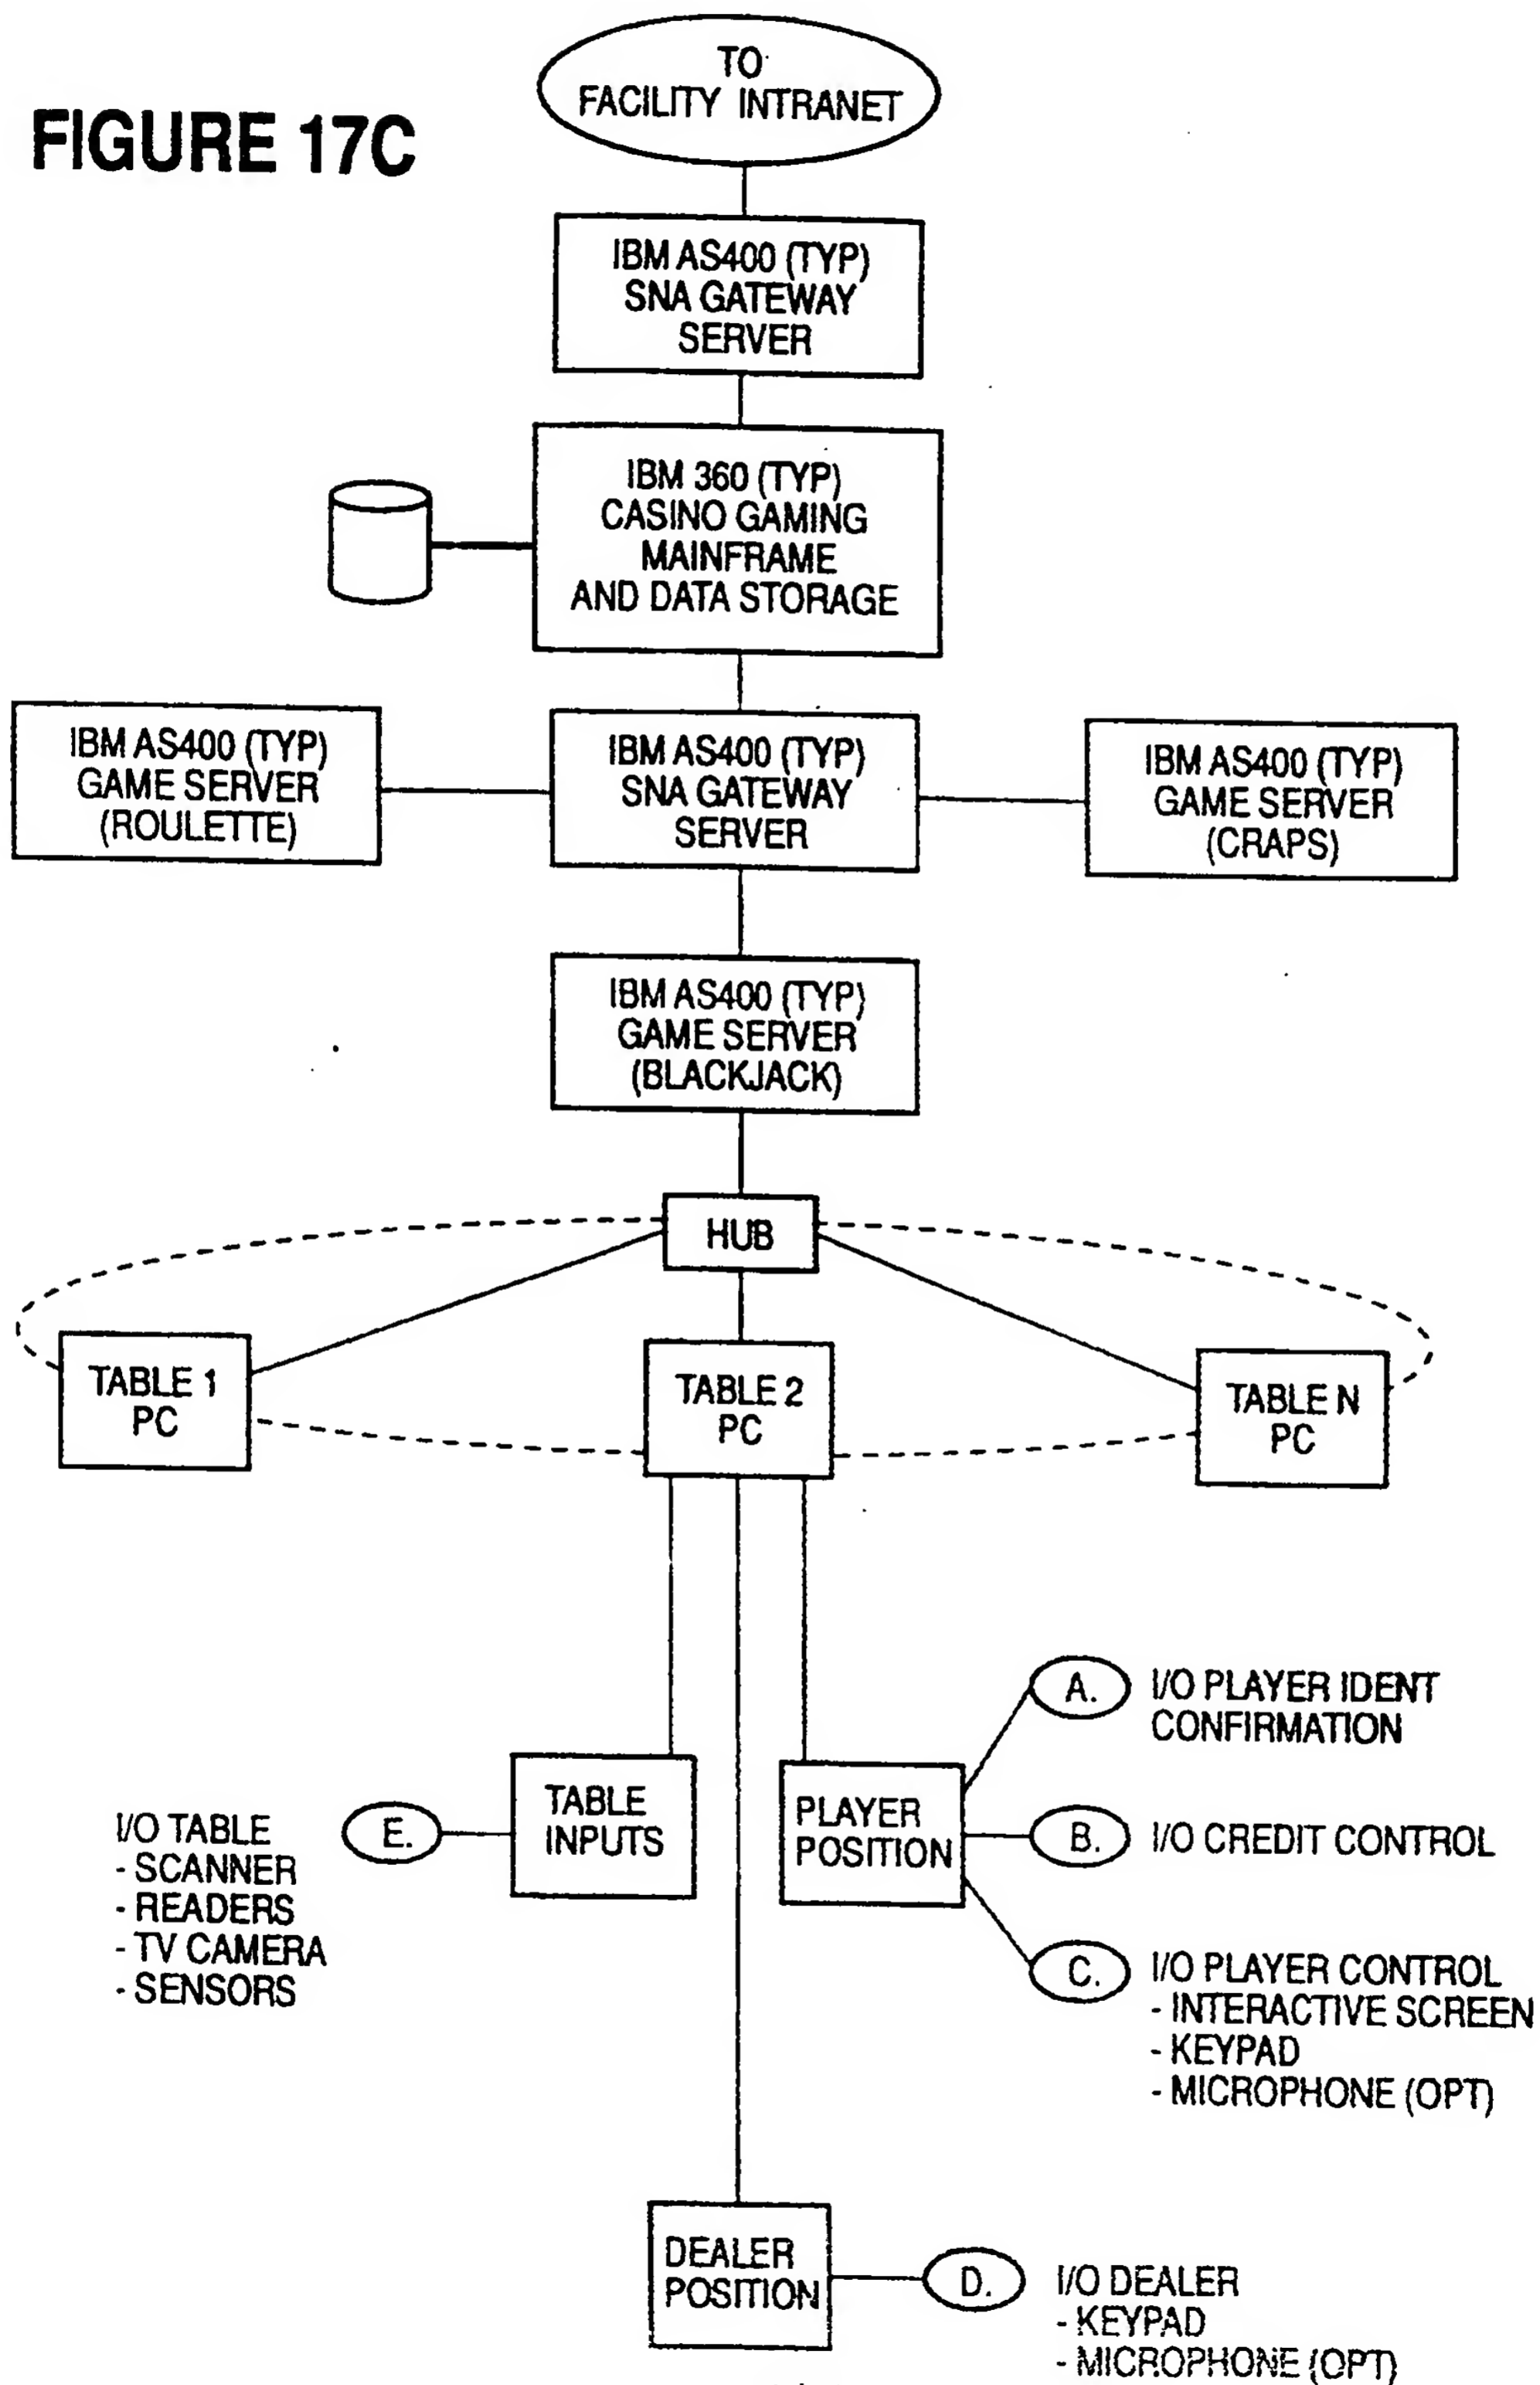 FIGURE 17C
TO
FACILITY INTRANET
IBM AS400 (TYP)
SNA GATEWAY
SERVER
IBM 360 (TYP)
CASINO GAMING
MAINFRAME
AND DATA STORAGE
IBM AS400 (TYP)
GAME SERVER
(ROULETTE)
IBM AS400 (TYP)
SNA GATEWAY
SERVER
IBM AS400 (TYP)
GAME SERVER
(CRAPS)
IBM AS400 (TYP)
GAME SERVER
(BLACKJACK)
HUB
TABLE 1
PC
TABLE 2
PC
TABLE N
PC
I/O TABLE
- SCANNER
- READERS
- TV CAMERA
- SENSORS
E.
TABLE
INPUTS
PLAYER
POSITION
A.
I/O PLAYER IDENT
CONFIRMATION
B.
I/O CREDIT CONTROL
C.
I/O PLAYER CONTROL
- INTERACTIVE SCREEN
- KEYPAD
- MICROPHONE (OPT)
DEALER
POSITION
D.
I/O DEALER
- KEYPAD
- MICROPHONE (OPT)